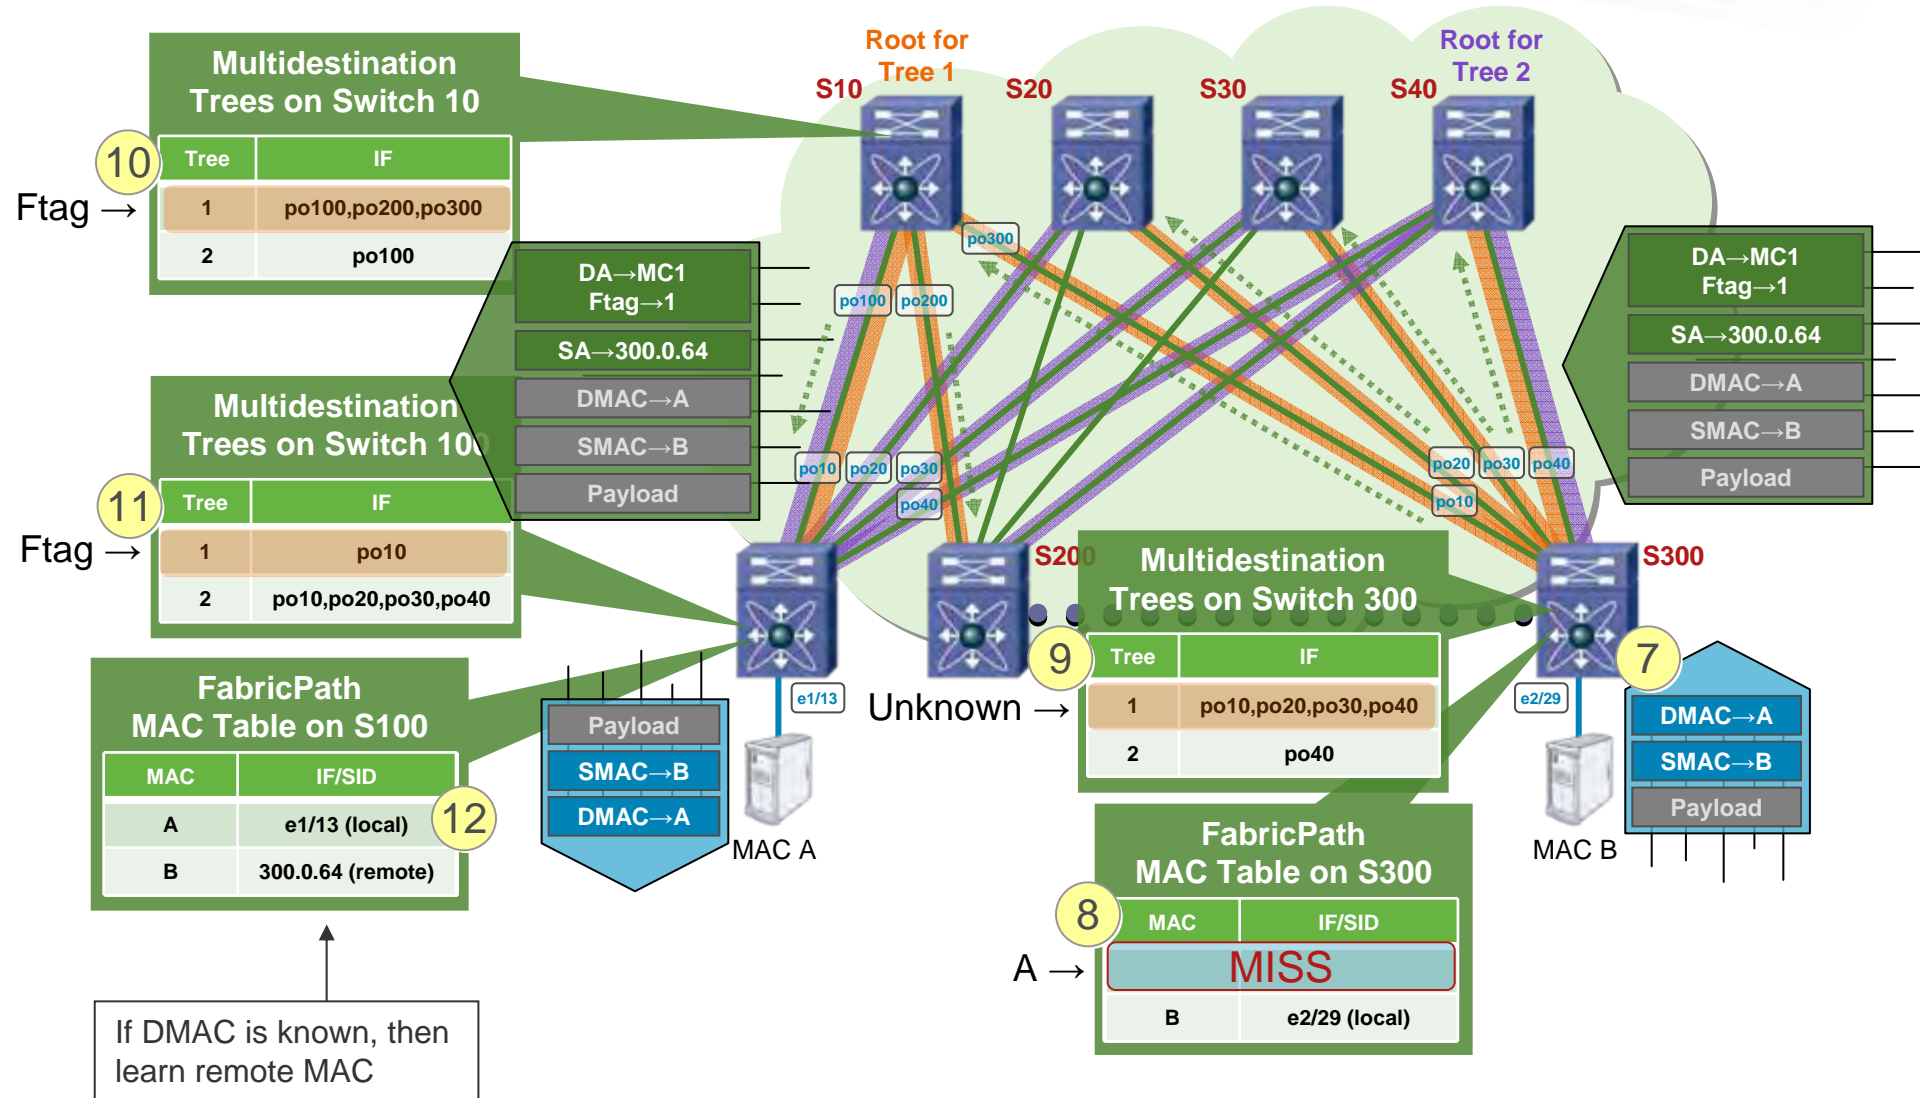 Multidestination
Trees on Switch 10
10
Tree IF
Ftag → 1 po100,po200,po300
2 po100
Root for
Tree 1
Root for
Tree 2
S10
S20
S30
S40
po300
po100 po200
DA→MC1
Ftag→1
SA→300.0.64
DMAC→A
SMAC→B
Payload
DA→MC1
Ftag→1
SA→300.0.64
DMAC→A
SMAC→B
Payload
Multidestination
Trees on Switch 100
11
Tree IF
Ftag → 1 po10
2 po10,po20,po30,po40
po10 po20 po30
po40
po20 po30 po40
po10
S200
S300
Multidestination
Trees on Switch 300
9
Tree IF
Unknown → 1 po10,po20,po30,po40
2 po40
7
DMAC→A
SMAC→B
Payload
e1/13
e2/29
MAC A
MAC B
FabricPath
MAC Table on S100
MAC IF/SID
A e1/13 (local)
12
B 300.0.64 (remote)
Payload
SMAC→B
DMAC→A
FabricPath
MAC Table on S300
8
MAC IF/SID
A → MISS
B e2/29 (local)
If DMAC is known, then
learn remote MAC